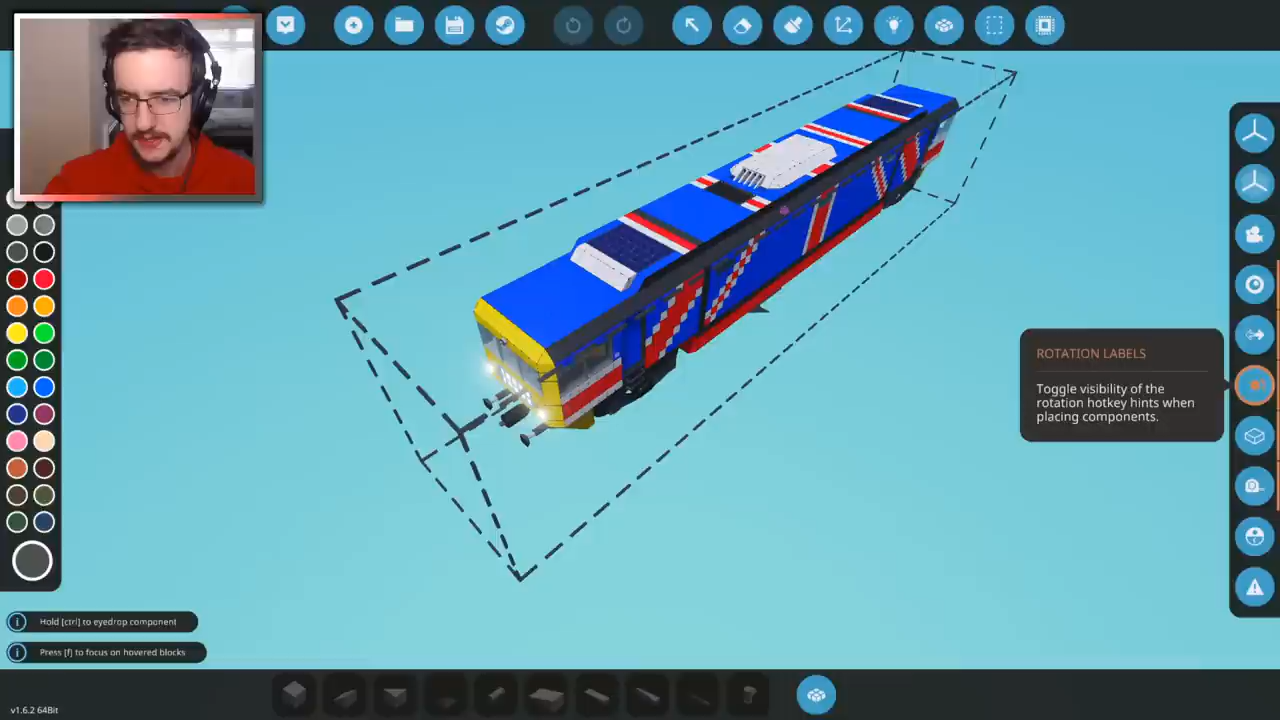 ROTATION LABELS
Toggle visibility of the
rotation hotkey hints when
placing components.
Hold [ctrl] to eyedrop component
Press [f] to focus on hovered blocks
v1.6.2 64Bit